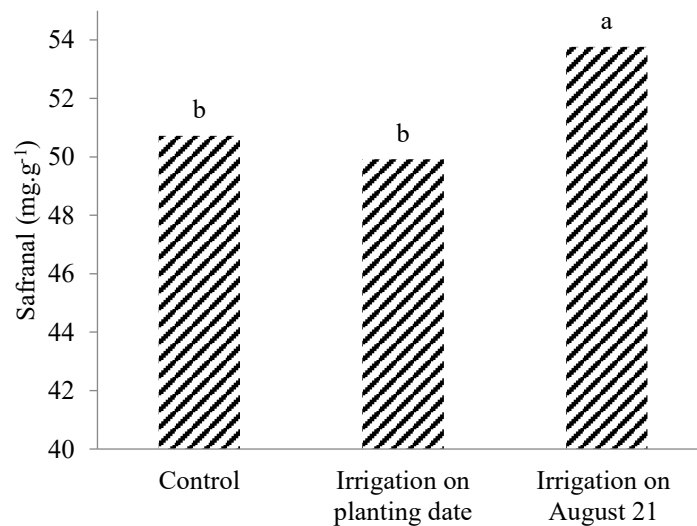 Safranal (mg.g⁻¹)
54
52
50
48
46
44
42
40
b
b
a
Control
Irrigation on
planting date
Irrigation on
August 21